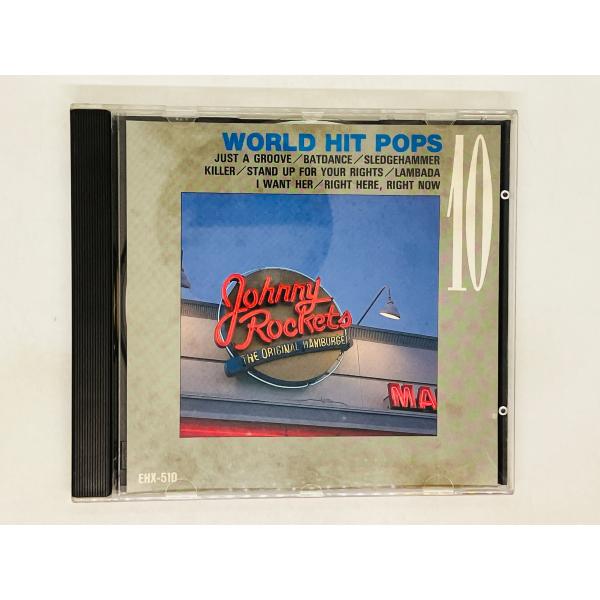 WORLD HIT POPS
JUST A GROOVE/BATDANCE/SLEDGEHAMMER
KILLER/STAND UP FOR YOUR RIGHTS/LAMBADA
I WANT HER/RIGHT HERE, RIGHT NOW
10
Johnny
Rockets
THE ORIGINAL HAMBURGE
MA
EHX-510